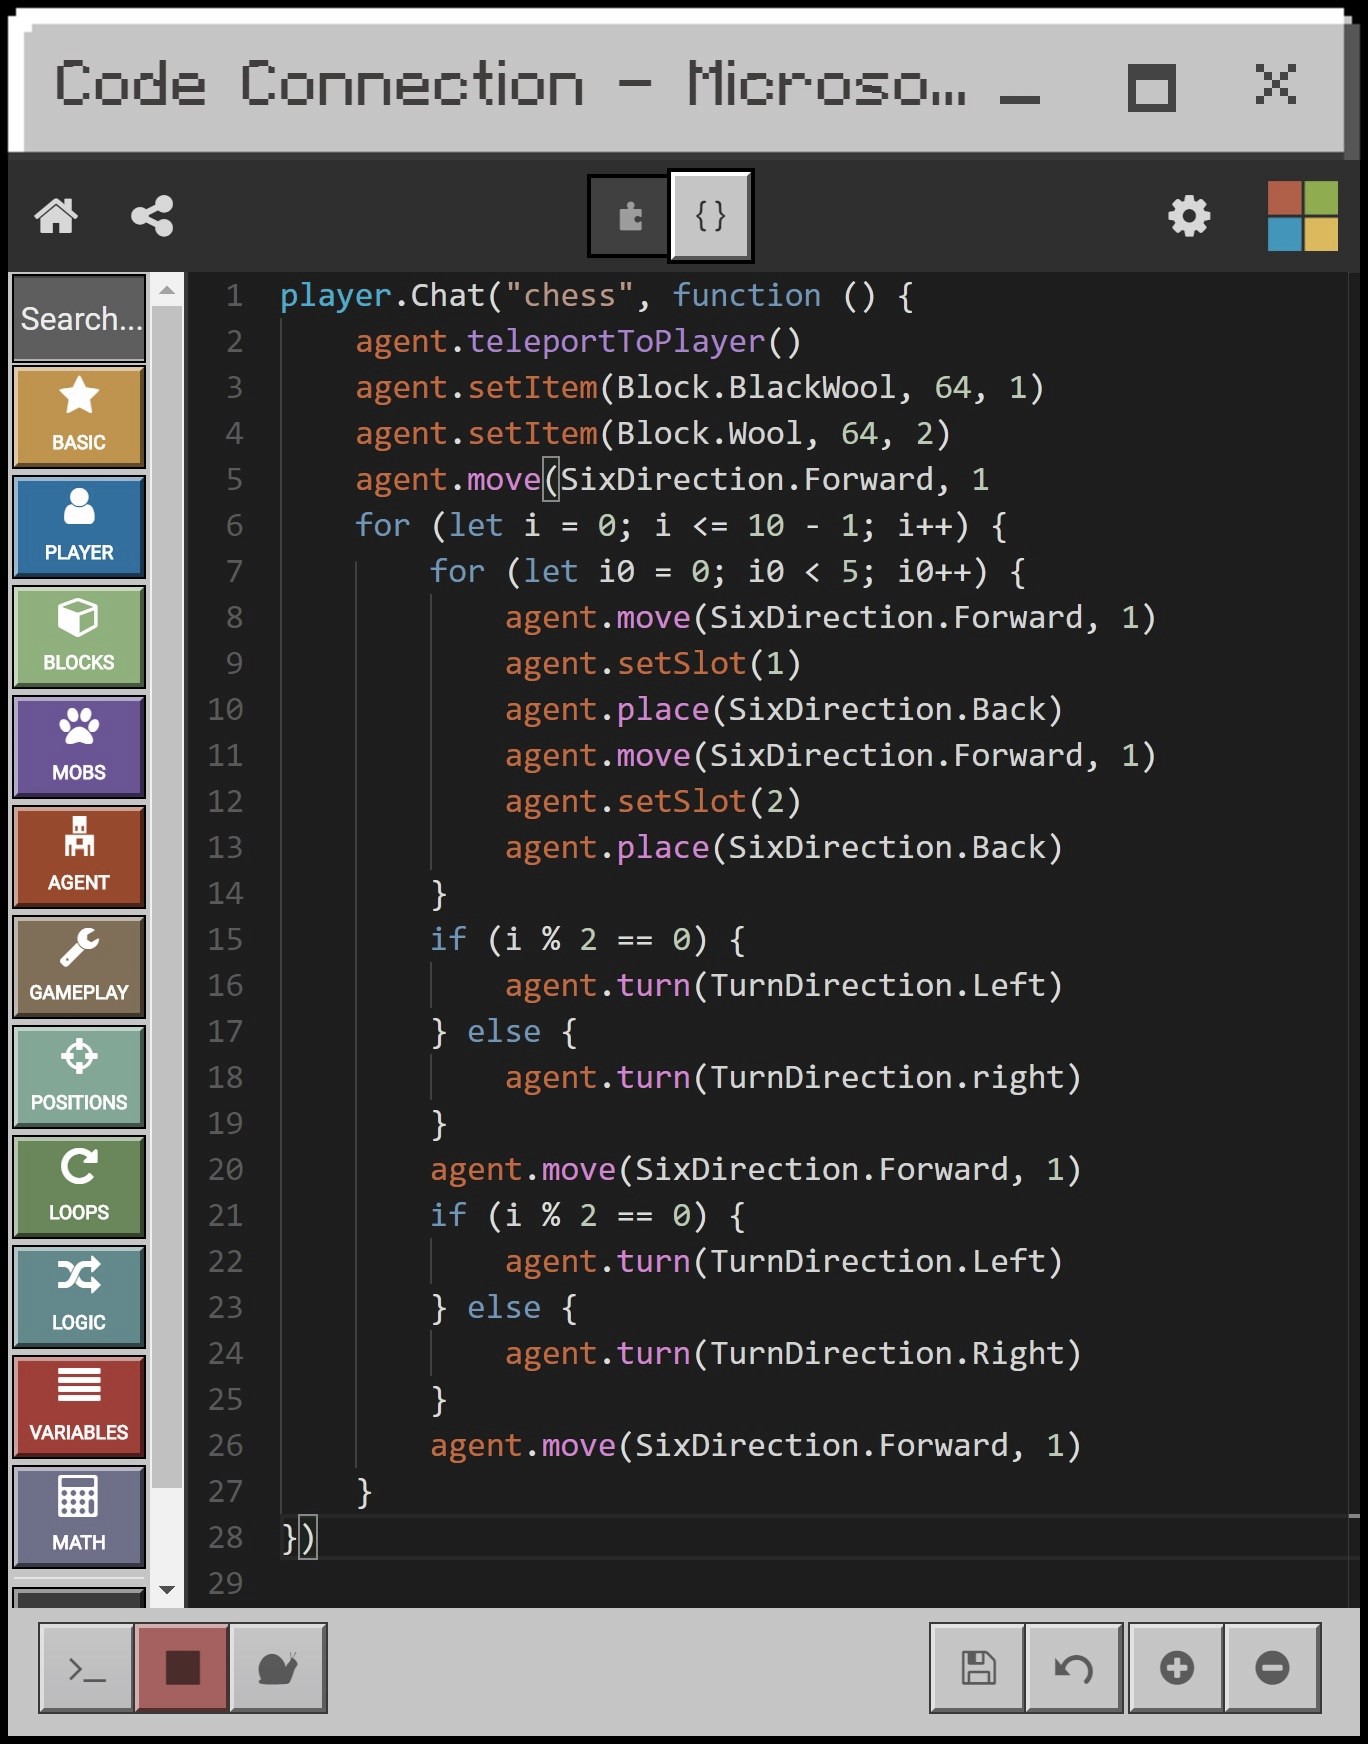 Code Connection - Microso…
{}
Search...
BASIC
PLAYER
BLOCKS
MOBS
AGENT
GAMEPLAY
POSITIONS
LOOPS
LOGIC
VARIABLES
MATH
1 player.Chat("chess", function () {
2 agent.teleportToPlayer()
3 agent.setItem(Block.BlackWool, 64, 1)
4 agent.setItem(Block.Wool, 64, 2)
5 agent.move(SixDirection.Forward, 1
6 for (let i = 0; i <= 10 - 1; i++) {
7 for (let i0 = 0; i0 < 5; i0++) {
8 agent.move(SixDirection.Forward, 1)
9 agent.setSlot(1)
10 agent.place(SixDirection.Back)
11 agent.move(SixDirection.Forward, 1)
12 agent.setSlot(2)
13 agent.place(SixDirection.Back)
14 }
15 if (i % 2 == 0) {
16 agent.turn(TurnDirection.Left)
17 } else {
18 agent.turn(TurnDirection.right)
19 }
20 agent.move(SixDirection.Forward, 1)
21 if (i % 2 == 0) {
22 agent.turn(TurnDirection.Left)
23 } else {
24 agent.turn(TurnDirection.Right)
25 }
26 agent.move(SixDirection.Forward, 1)
27 }
28 })
29
>_